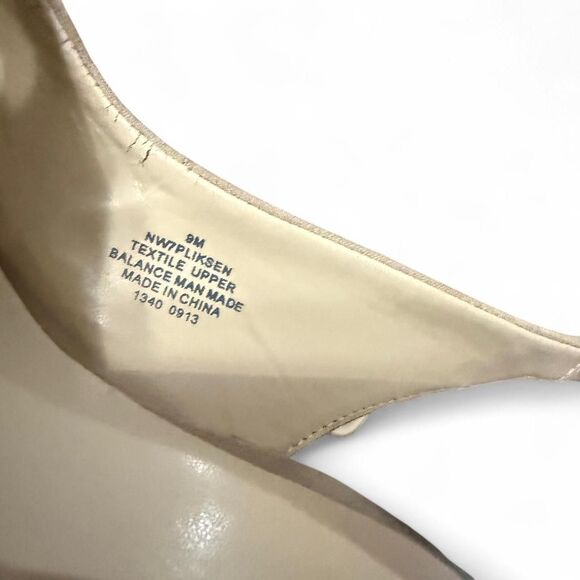 9M
NW7PLIKSEN
TEXTILE UPPER
BALANCE MAN MADE
MADE IN CHINA
1340 0913